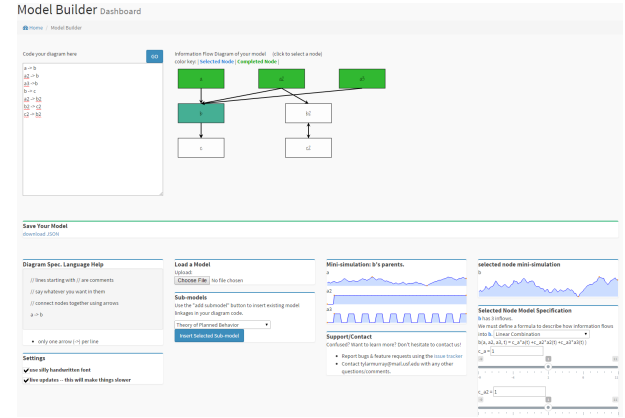 Model Builder Dashboard
Home / Model Builder
Code your diagram here
GO
a -> b
a2 -> b
a3 ->b
b -> c
a2 -> b2
b2 -> c2
c2 -> b2
Information Flow Diagram of your model (click to select a node)
color key: | Selected Node | Completed Node |
a
a2
a3
b
b2
c
c2
Save Your Model
download JSON
Diagram Spec. Language Help
// lines starting with // are comments
// say whatever you want in them
// connect nodes together using arrows
a -> b
only one arrow (->) per line
Settings
use silly handwritten font
live updates -- this will make things slower
Load a Model
Upload:
Choose File No file chosen
Sub-models
Use the "add submodel" button to insert existing model
linkages in your diagram code.
Theory of Planned Behavior
Insert Selected Sub-model
Mini-simulation: b's parents.
a
a2
a3
Support/Contact
Confused? Want to learn more? Don't hesitate to contact us!
Report bugs & feature requests using the issue tracker
Contact tylarmurray@mail.usf.edu with any other
questions/comments.
selected node mini-simulation
b
Selected Node Model Specification
b has 3 inflows.
We must define a formula to describe how information flows
into b. Linear Combination
b(a, a2, a3, t) = c_a*a(t) +c_a2*a2(t) +c_a3*a3(t) )
c_a = 1
c_a2 = 1